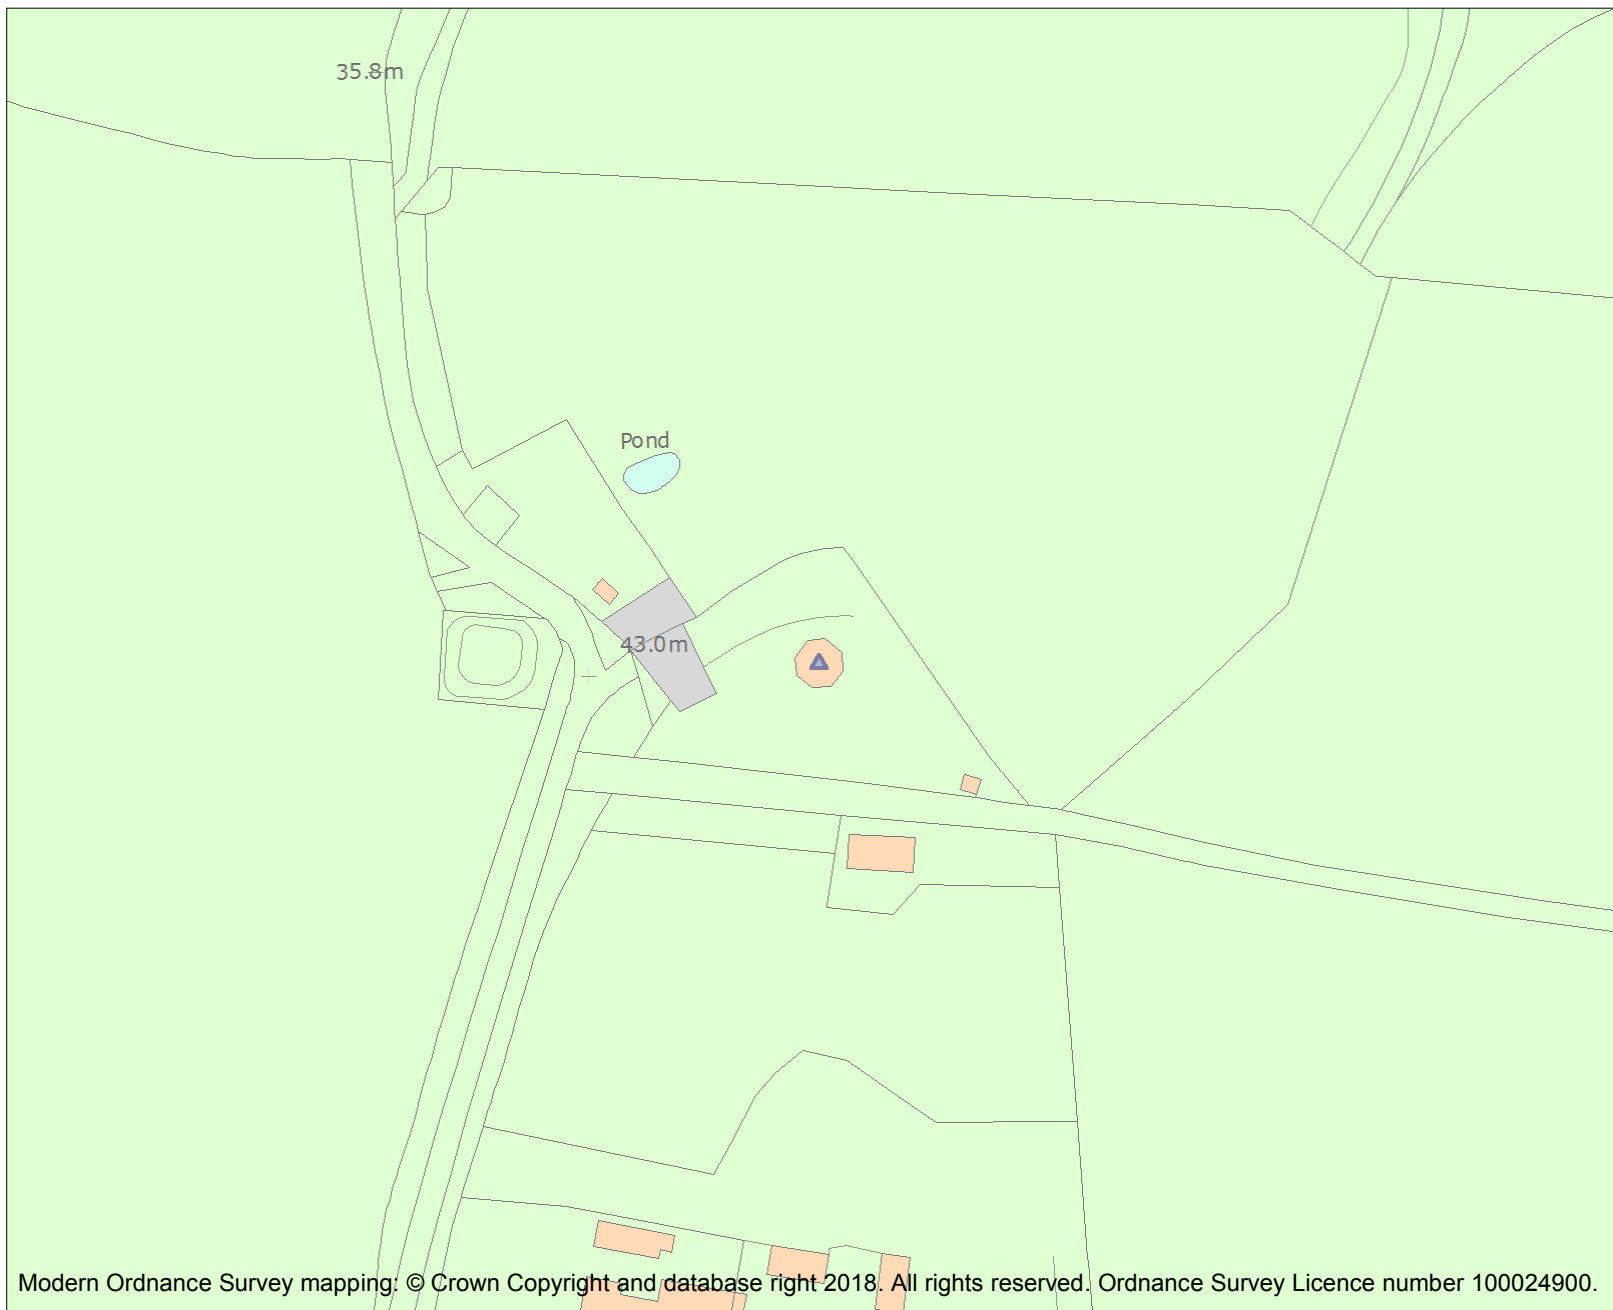 35.8m
Pond
43.0m
Modern Ordnance Survey mapping: © Crown Copyright and database right 2018. All rights reserved. Ordnance Survey Licence number 100024900.